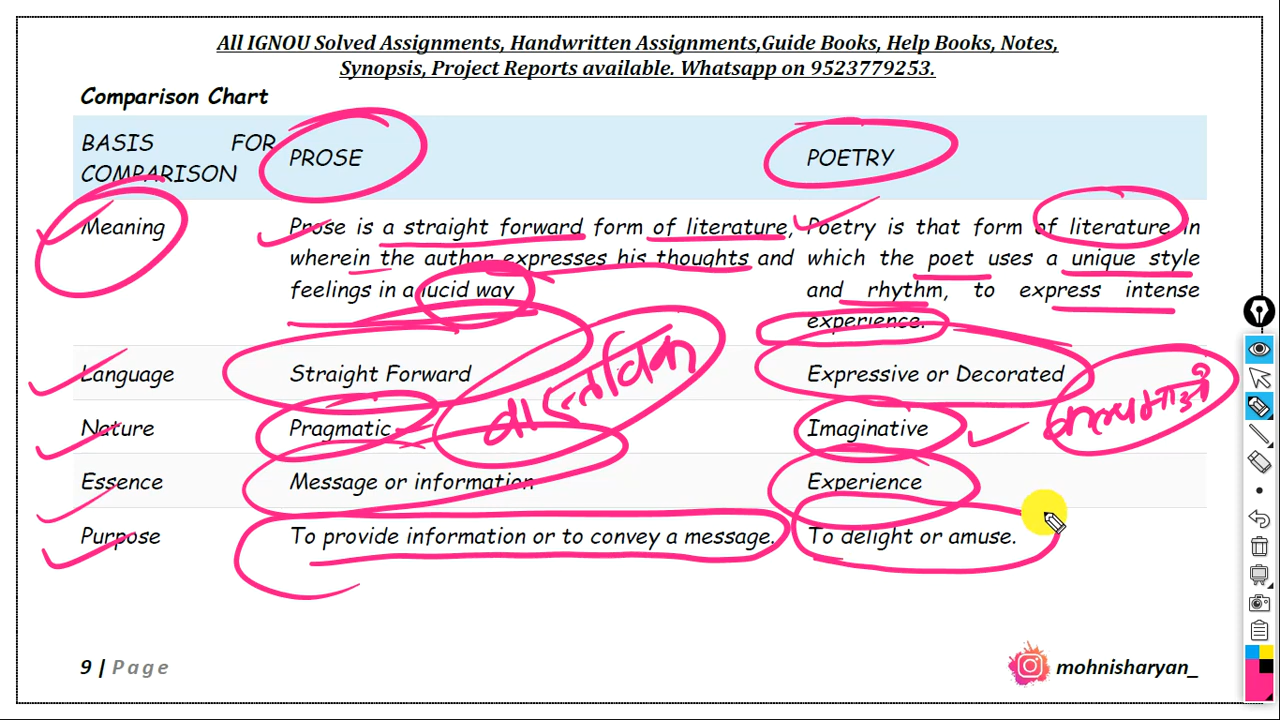 All IGNOU Solved Assignments, Handwritten Assignments,Guide Books, Help Books, Notes,
Synopsis, Project Reports available. Whatsapp on 9523779253.
Comparison Chart
BASIS FOR COMPARISON PROSE POETRY
Meaning Prose is a straight forward form of literature, Poetry is that form of literature in
wherein the author expresses his thoughts and which the poet uses a unique style
feelings in a lucid way and rhythm, to express intense
experience.
Language Straight Forward Expressive or Decorated
Nature Pragmatic Imaginative
Essence Message or information Experience
Purpose To provide information or to convey a message. To delight or amuse.
9 | Page
mohnisharyan_